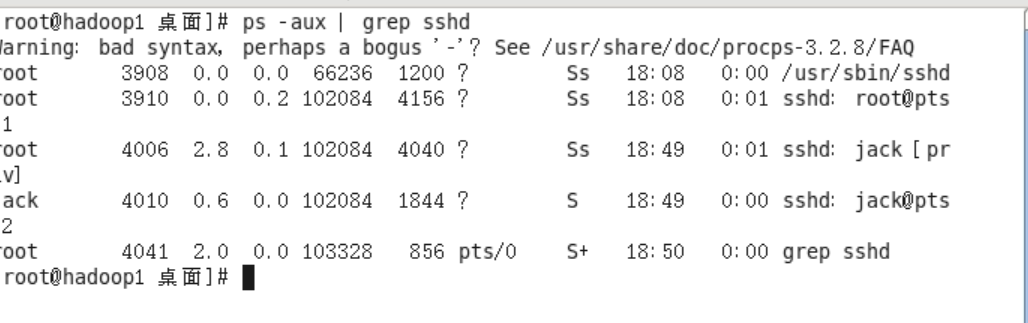 root@hadoop1 桌面]# ps -aux | grep sshd
Warning: bad syntax, perhaps a bogus '-'? See /usr/share/doc/procps-3.2.8/FAQ
root 3908 0.0 0.0 66236 1200 ? Ss 18:08 0:00 /usr/sbin/sshd
root 3910 0.0 0.2 102084 4156 ? Ss 18:08 0:01 sshd: root@pts
1
root 4006 2.8 0.1 102084 4040 ? Ss 18:49 0:01 sshd: jack [pr
iv]
jack 4010 0.6 0.0 102084 1844 ? S 18:49 0:00 sshd: jack@pts
2
root 4041 2.0 0.0 103328 856 pts/0 S+ 18:50 0:00 grep sshd
root@hadoop1 桌面]#